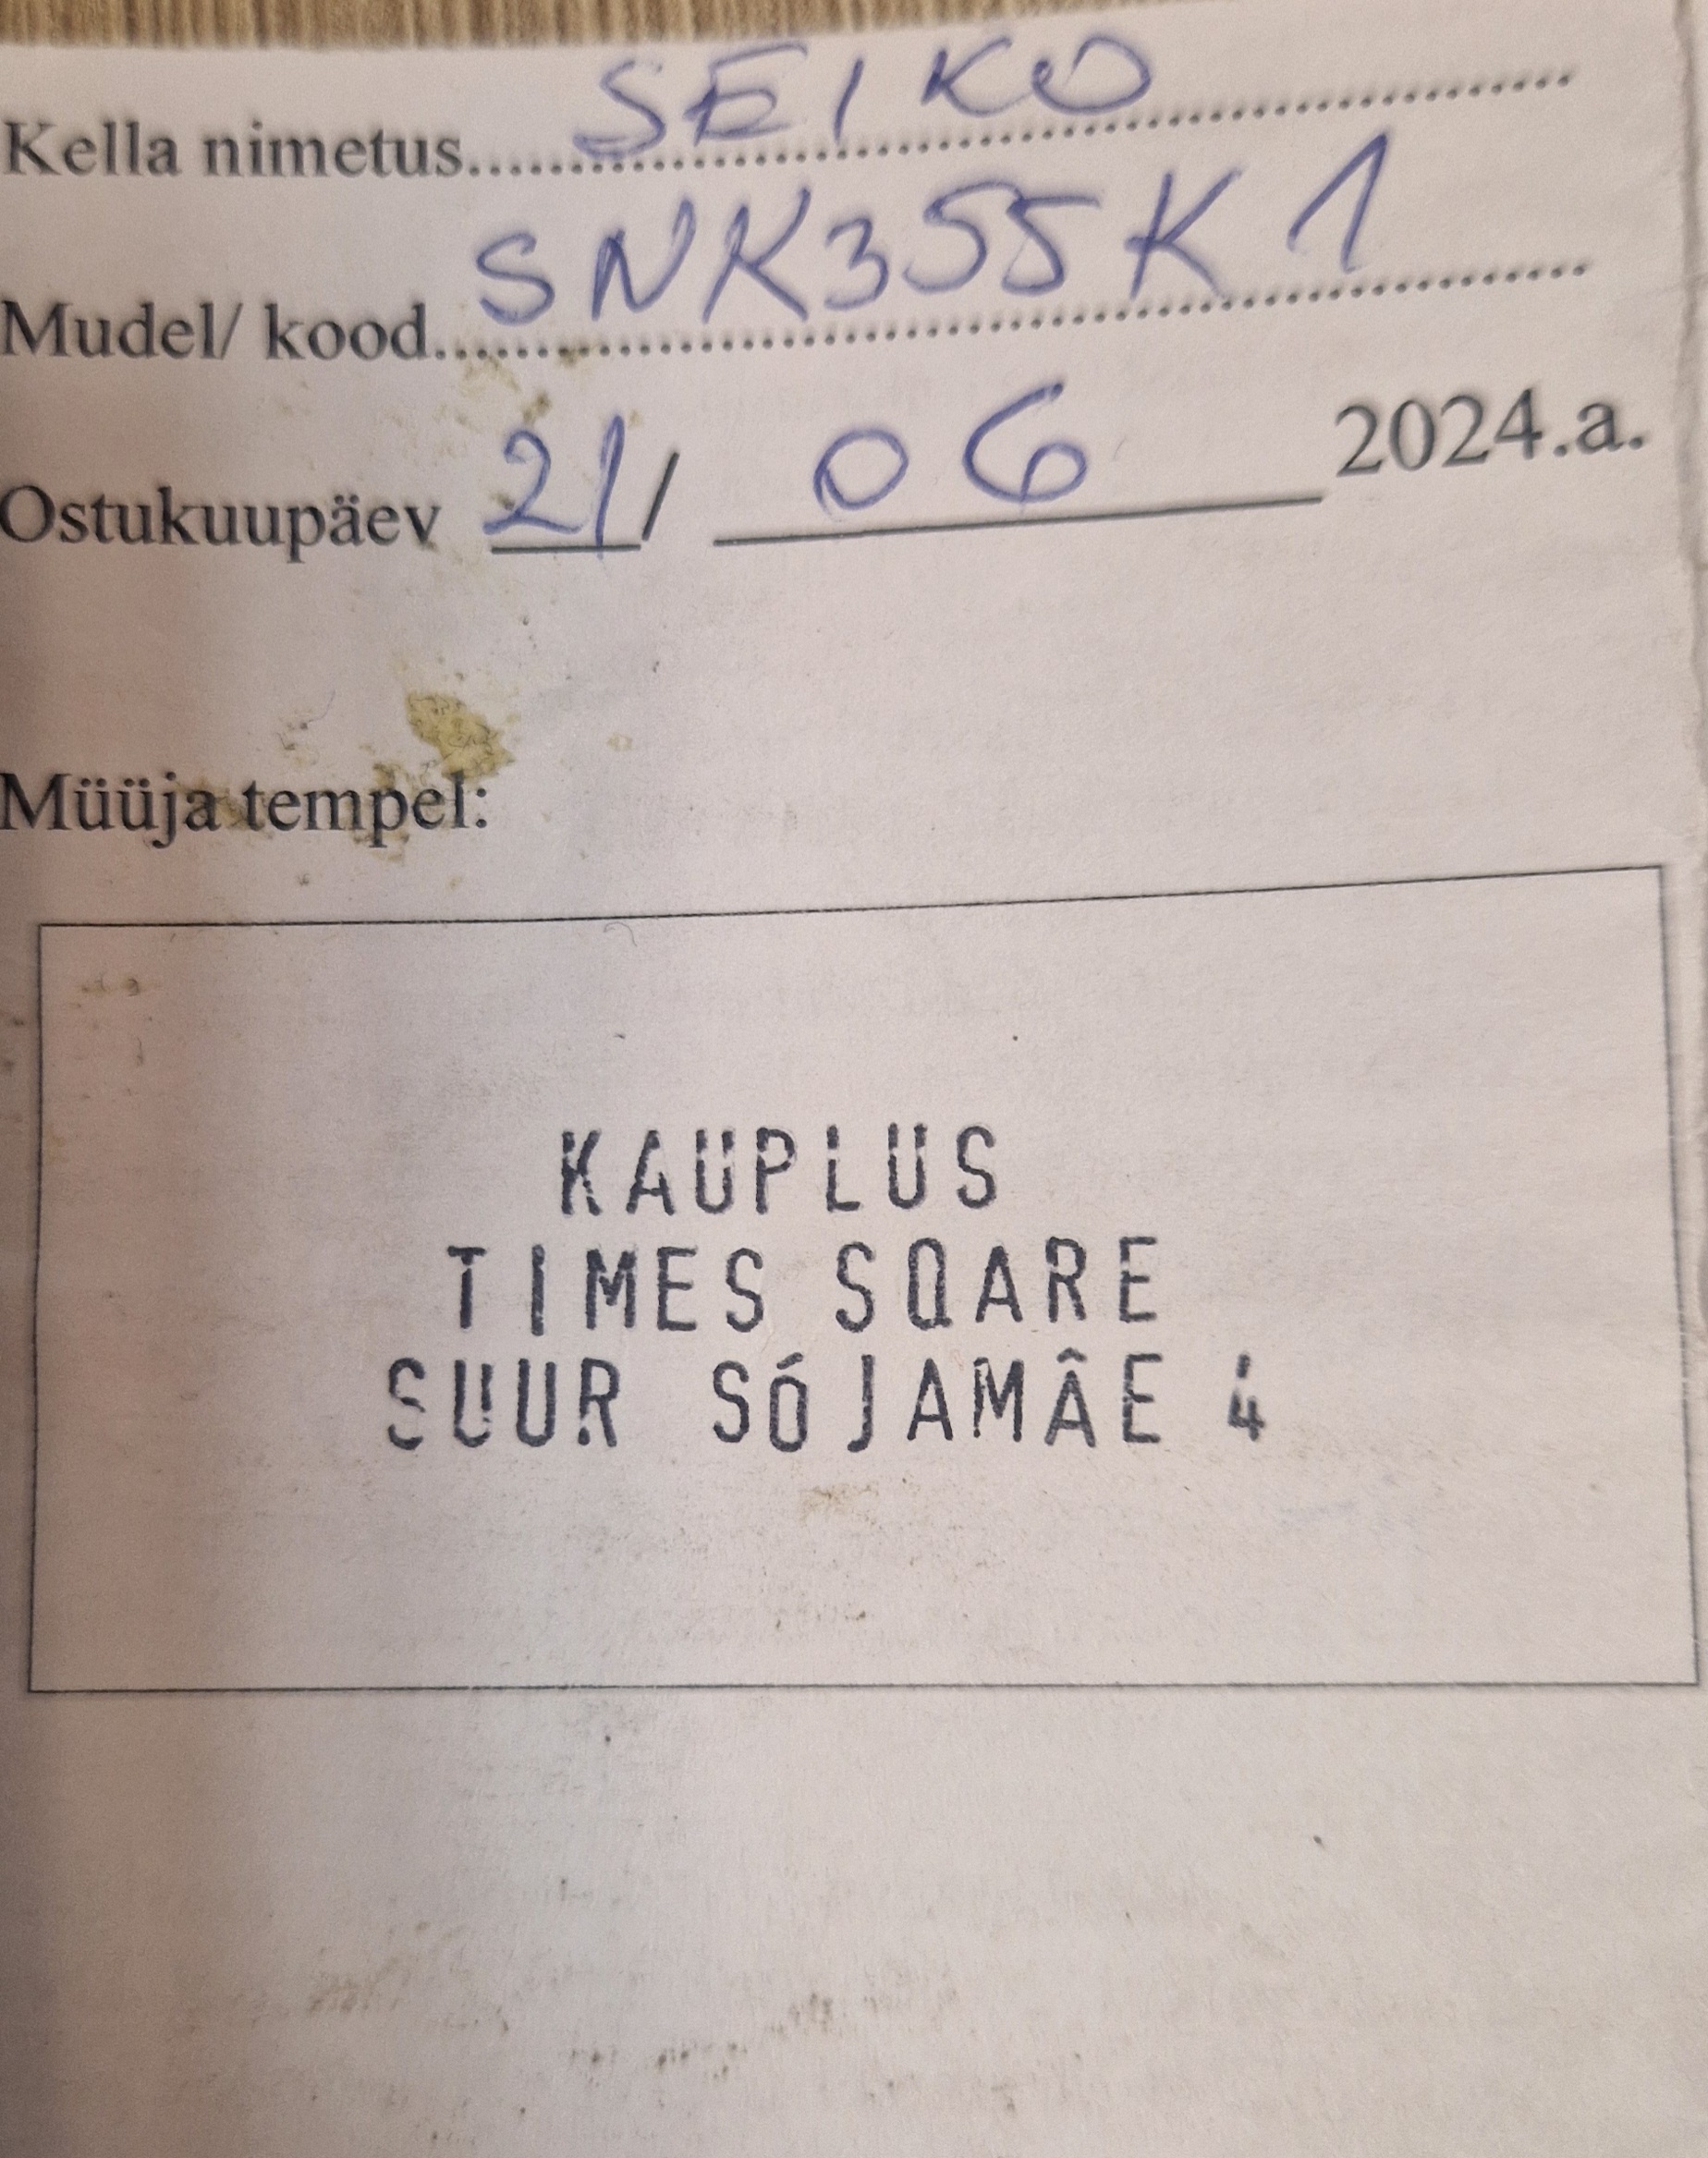 Kella nimetus.......SEIKO.......
Mudel/ kood.......SNK355K1.......
Ostukuupäev 21/ 06 2024.a.
Müüja tempel:
KAUPLUS
TIMES SQARE
SUUR SÓJAMÂE 4